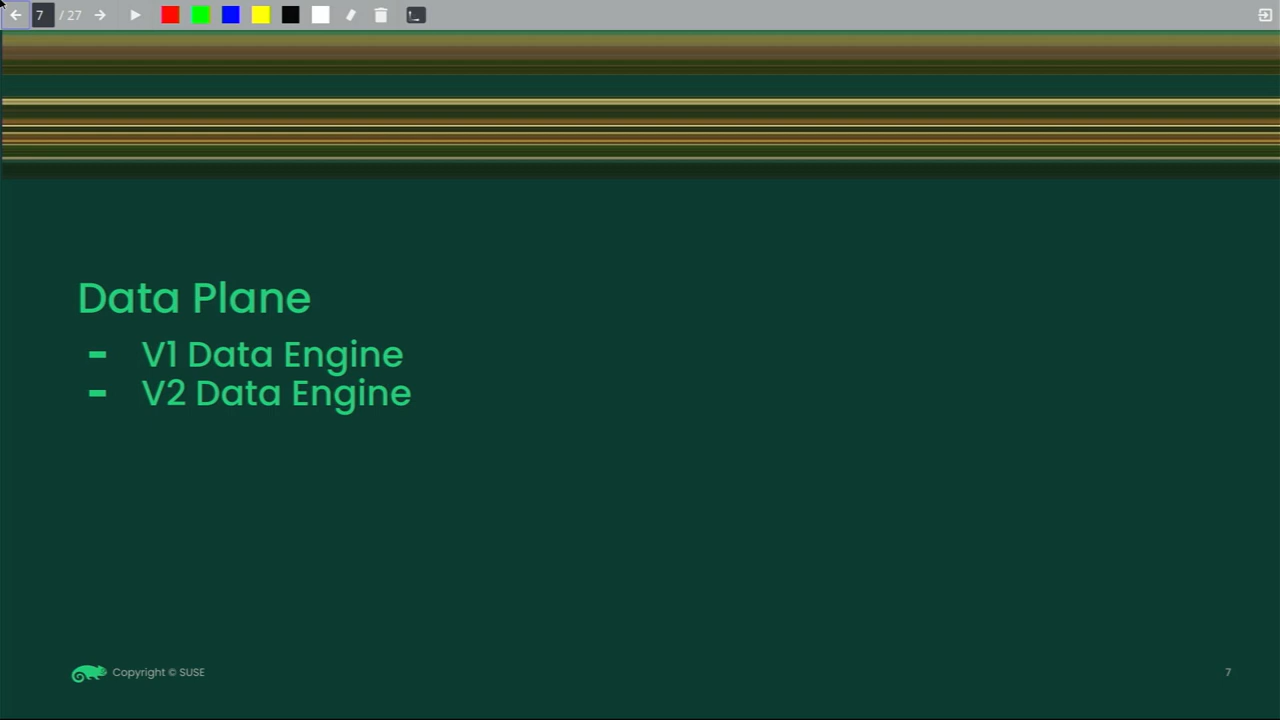 7 / 27
Data Plane
- V1 Data Engine
- V2 Data Engine
Copyright © SUSE
7